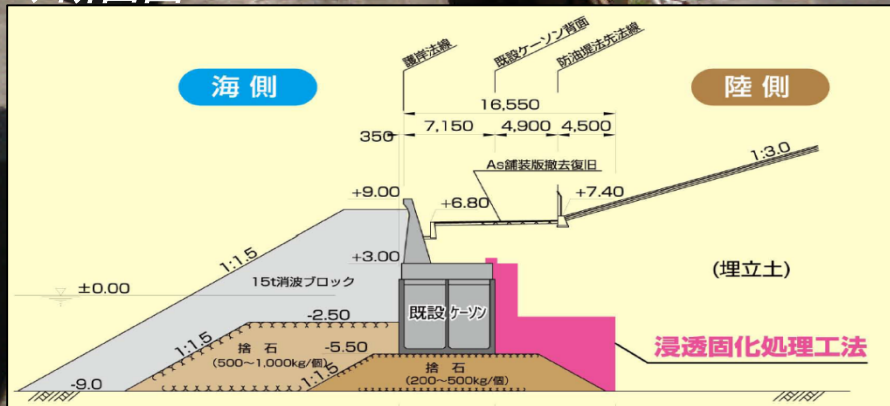 護岸法線
既設ケーソン背面
防油堤法先法線
海 側
陸 側
16,550
350
7,150
4,900
4,500
1:3.0
As舗装版撤去復旧
+9.00
+6.80
+7.40
+3.00
(埋立土)
1:1.5
±0.00
15t消波ブロック
既設 ケーソン
-2.50
浸透固化処理工法
1:1.5
捨 石
(500〜1,000kg/個)
-5.50
1:1.5
捨 石
(200〜500kg/個)
-9.0